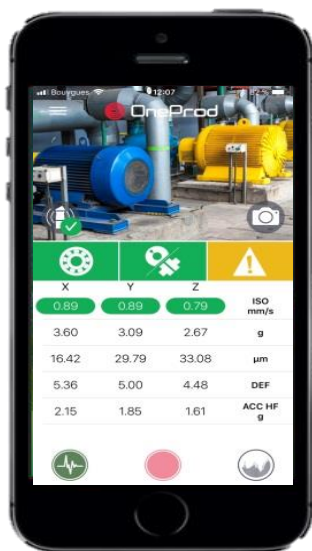 Bouygues 12:07 82%
OneProd
X Y Z
0.89 0.89 0.79 ISO mm/s
3.60 3.09 2.67 g
16.42 29.79 33.08 µm
5.36 5.00 4.48 DEF
2.15 1.85 1.61 ACC HF g